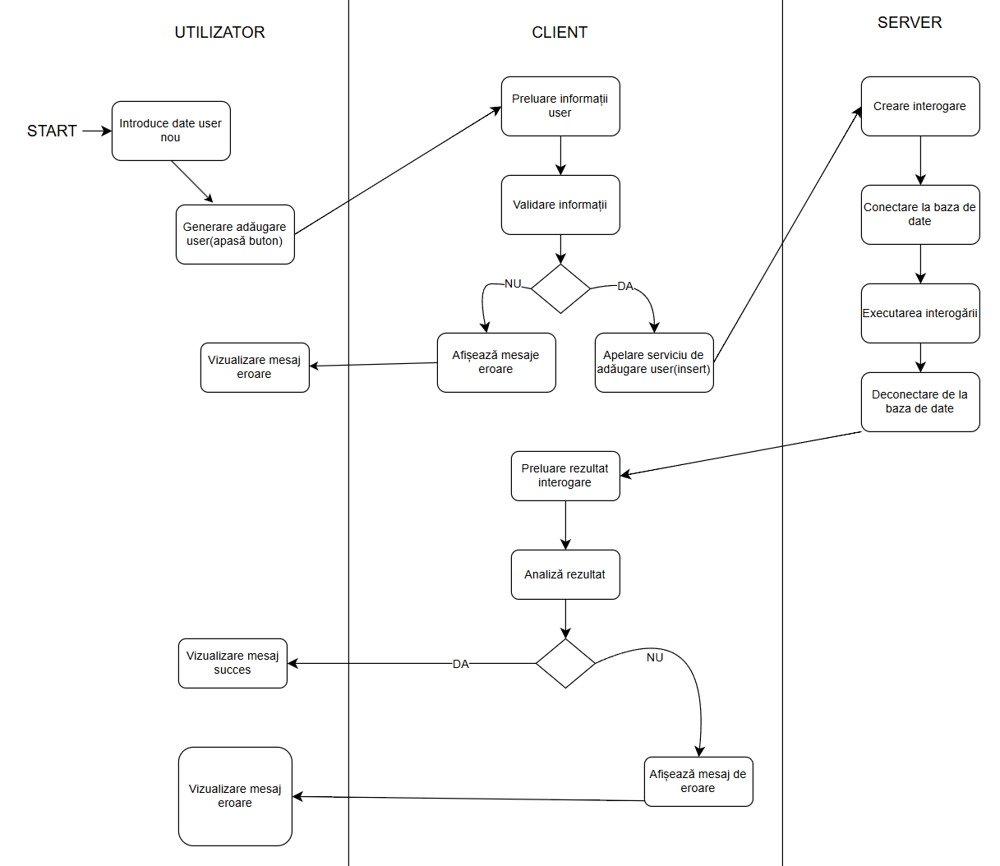 UTILIZATOR
CLIENT
SERVER
START
Introduce date user
nou
Generare adăugare
user(apasă buton)
Preluare informații
user
Validare informații
NU
DA
Afișează mesaje
eroare
Apelare serviciu de
adăugare user(insert)
Vizualizare mesaj
eroare
Creare interogare
Conectare la baza de
date
Executarea interogării
Deconectare de la
baza de date
Preluare rezultat
interogare
Analiză rezultat
DA
NU
Vizualizare mesaj
succes
Afișează mesaj de
eroare
Vizualizare mesaj
eroare